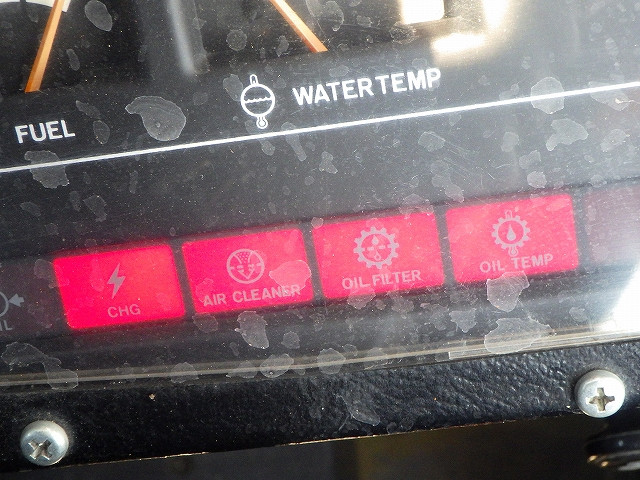 FUEL
WATER TEMP
CHG
AIR CLEANER
OIL FILTER
OIL TEMP